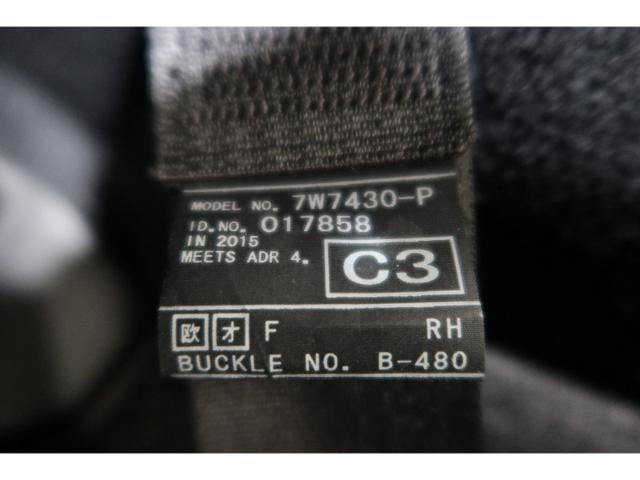 MODEL NO. 7W7430-P
ID.NO. 017858
IN 2015
MEETS ADR 4.
C3
欧 オ F RH
BUCKLE NO. B-480